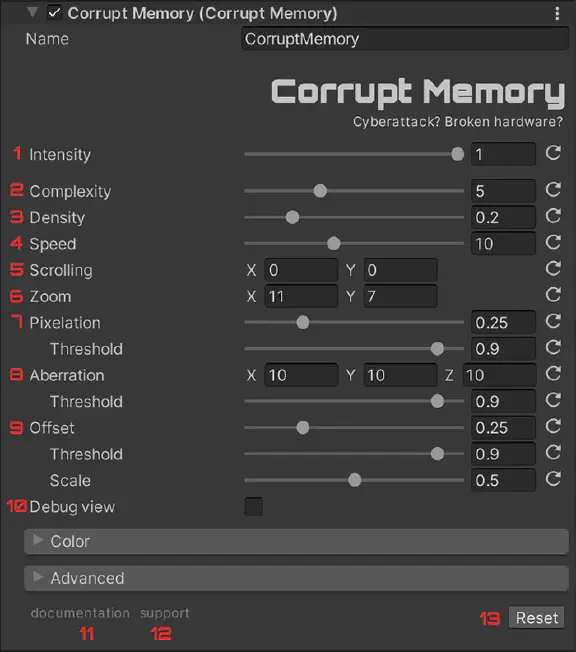 Corrupt Memory (Corrupt Memory)
Name CorruptMemory
Corrupt Memory
Cyberattack? Broken hardware?
1 Intensity 1
2 Complexity 5
3 Density 0.2
4 Speed 10
5 Scrolling X 0 Y 0
6 Zoom X 11 Y 7
7 Pixelation 0.25
Threshold 0.9
8 Aberration X 10 Y 10 Z 10
Threshold 0.9
9 Offset 0.25
Threshold 0.9
Scale 0.5
10 Debug view
Color
Advanced
documentation support
11 12 13 Reset